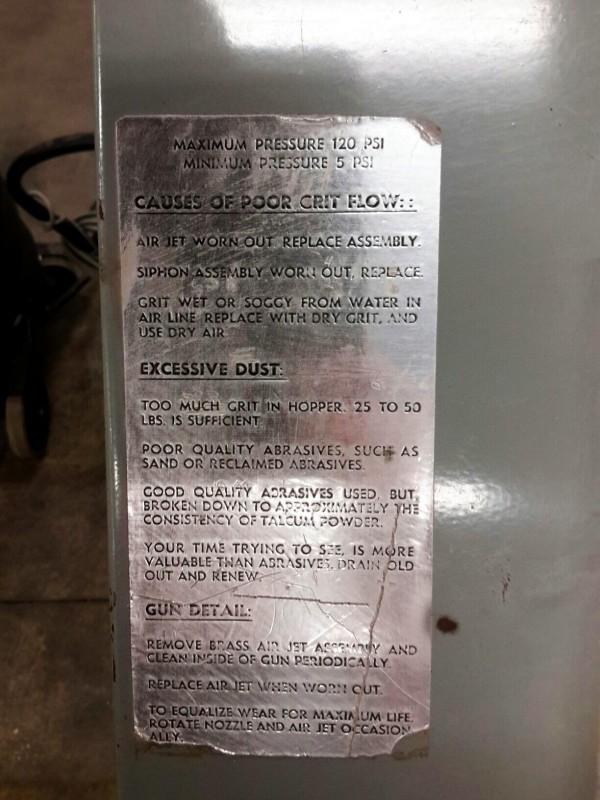 MAXIMUM PRESSURE 120 PSI
MINIMUM PRESSURE 5 PSI
CAUSES OF POOR GRIT FLOW::
AIR JET WORN OUT, REPLACE ASSEMBLY.
SIPHON ASSEMBLY WORN OUT, REPLACE.
GRIT WET OR SOGGY FROM WATER IN
AIR LINE REPLACE WITH DRY GRIT, AND
USE DRY AIR
EXCESSIVE DUST:
TOO MUCH GRIT IN HOPPER. 25 TO 50
LBS. IS SUFFICIENT.
POOR QUALITY ABRASIVES, SUCH AS
SAND OR RECLAIMED ABRASIVES.
GOOD QUALITY ABRASIVES USED, BUT
BROKEN DOWN TO APPROXIMATELY THE
CONSISTENCY OF TALCUM POWDER.
YOUR TIME TRYING TO SEE, IS MORE
VALUABLE THAN ABRASIVES, DRAIN OLD
OUT AND RENEW.
GUN DETAIL:
REMOVE BRASS AIR JET ASSEMBLY AND
CLEAN INSIDE OF GUN PERIODICALLY.
REPLACE AIR JET WHEN WORN OUT.
TO EQUALIZE WEAR FOR MAXIMUM LIFE,
ROTATE NOZZLE AND AIR JET OCCASION
ALLY.